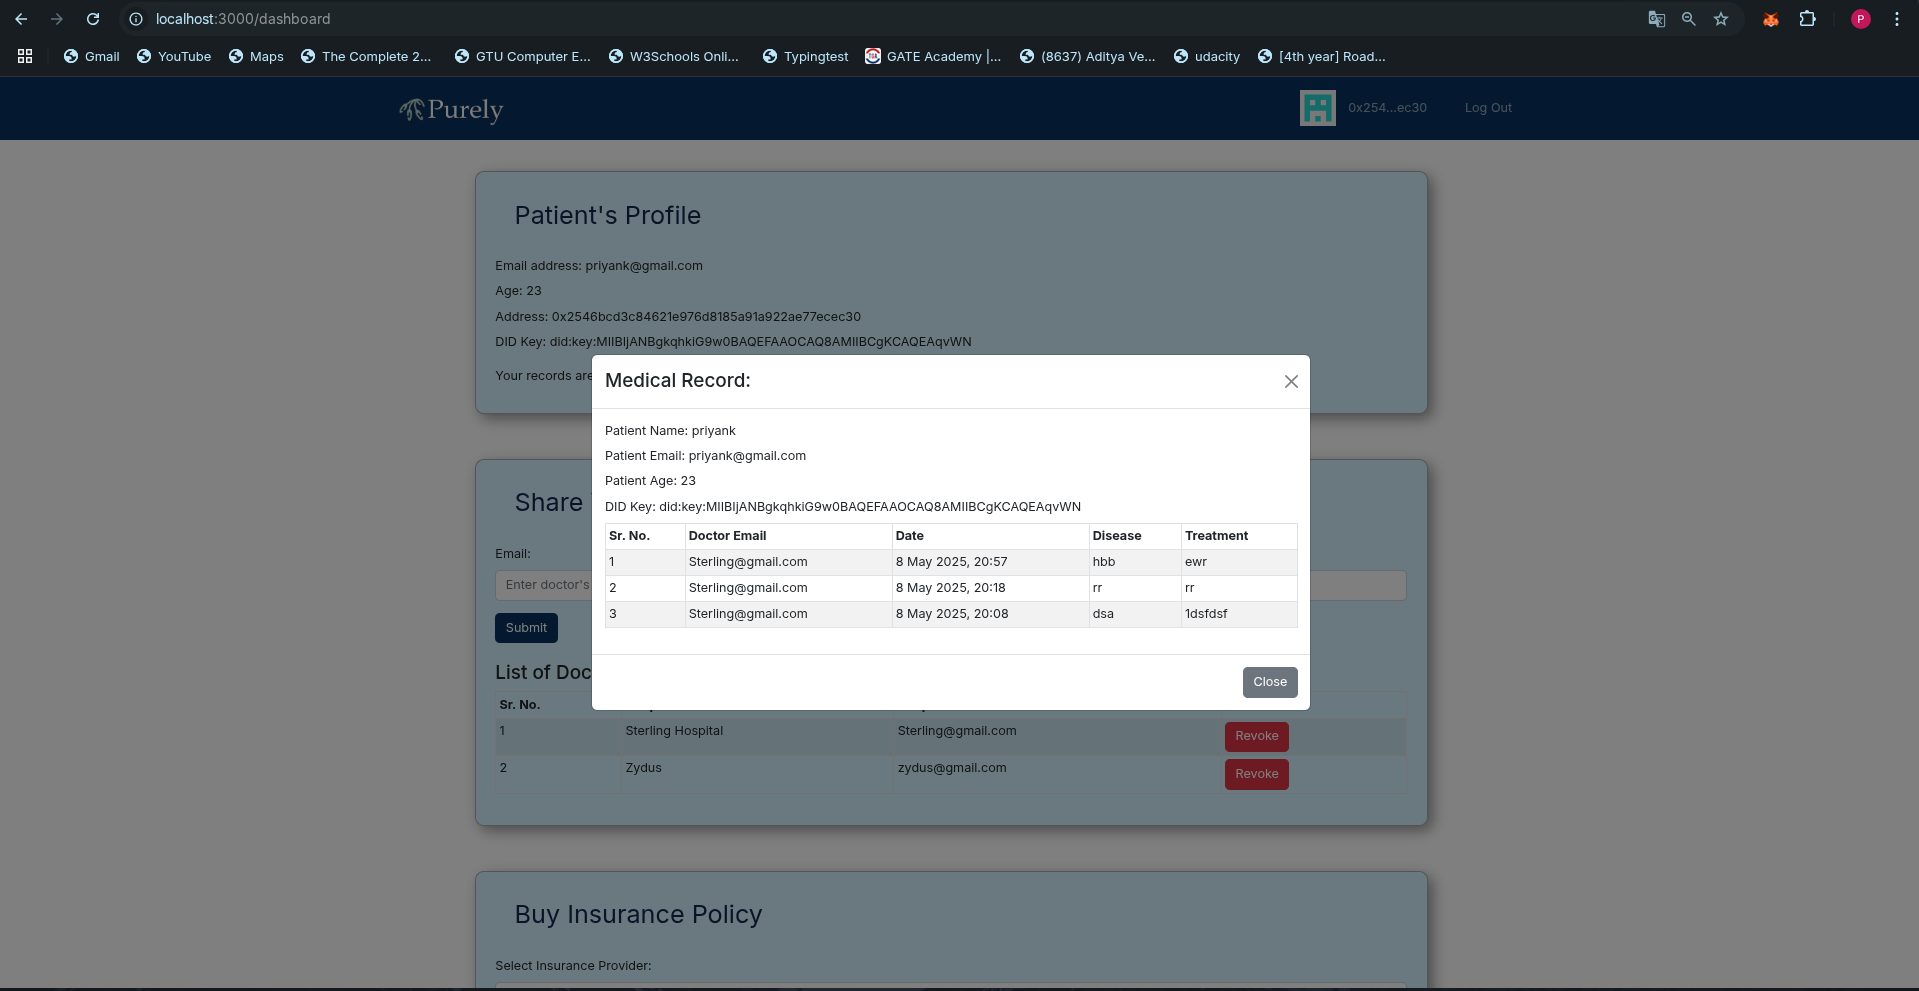 localhost:3000/dashboard
P
Gmail YouTube Maps The Complete 2... GTU Computer E... W3Schools Onli... Typingtest GATE Academy |... (8637) Aditya Ve... udacity [4th year] Road...
Purely 0x254...ec30 Log Out
Patient's Profile
Email address: priyank@gmail.com
Age: 23
Address: 0x2546bcd3c84621e976d8185a91a922ae77ecec30
DID Key: did:key:MIIBIjANBgkqhkiG9w0BAQEFAAOCAQ8AMIIBCgKCAQEAqvWN
Your records are
Medical Record:
Patient Name: priyank
Patient Email: priyank@gmail.com
Patient Age: 23
DID Key: did:key:MIIBIjANBgkqhkiG9w0BAQEFAAOCAQ8AMIIBCgKCAQEAqvWN
Sr. No. Doctor Email Date Disease Treatment
1 Sterling@gmail.com 8 May 2025, 20:57 hbb ewr
2 Sterling@gmail.com 8 May 2025, 20:18 rr rr
3 Sterling@gmail.com 8 May 2025, 20:08 dsa 1dsfdsf
Close
Share
Email:
Enter doctor's
Submit
List of Doc
Sr. No.
1 Sterling Hospital Sterling@gmail.com Revoke
2 Zydus zydus@gmail.com Revoke
Buy Insurance Policy
Select Insurance Provider: